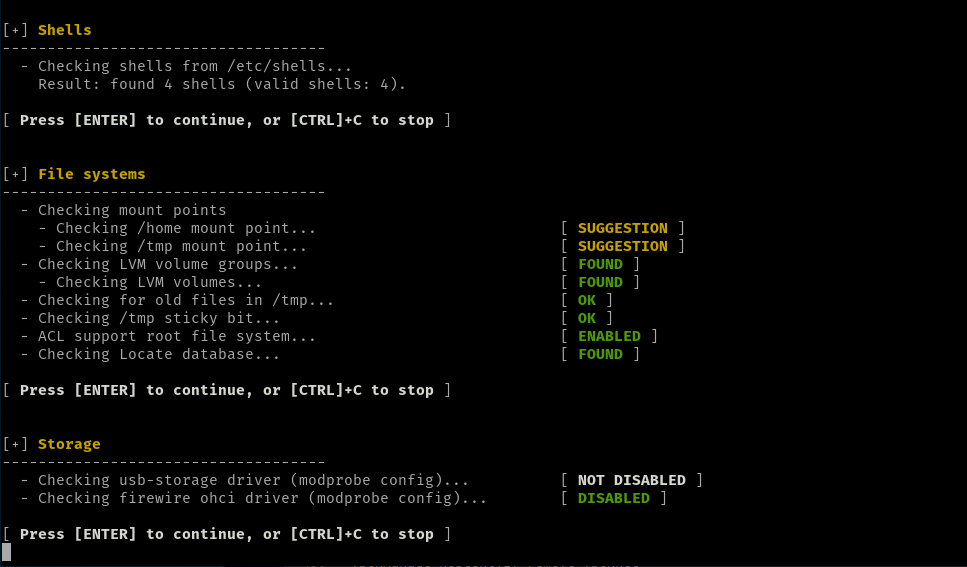 [+] Shells
------------------------------------
  - Checking shells from /etc/shells...
    Result: found 4 shells (valid shells: 4).
[ Press [ENTER] to continue, or [CTRL]+C to stop ]
[+] File systems
------------------------------------
  - Checking mount points
    - Checking /home mount point...                           [ SUGGESTION ]
    - Checking /tmp mount point...                            [ SUGGESTION ]
  - Checking LVM volume groups...                             [ FOUND ]
    - Checking LVM volumes...                                 [ FOUND ]
  - Checking for old files in /tmp...                         [ OK ]
  - Checking /tmp sticky bit...                               [ OK ]
  - ACL support root file system...                           [ ENABLED ]
  - Checking Locate database...                               [ FOUND ]
[ Press [ENTER] to continue, or [CTRL]+C to stop ]
[+] Storage
------------------------------------
  - Checking usb-storage driver (modprobe config)...          [ NOT DISABLED ]
  - Checking firewire ohci driver (modprobe config)...        [ DISABLED ]
[ Press [ENTER] to continue, or [CTRL]+C to stop ]